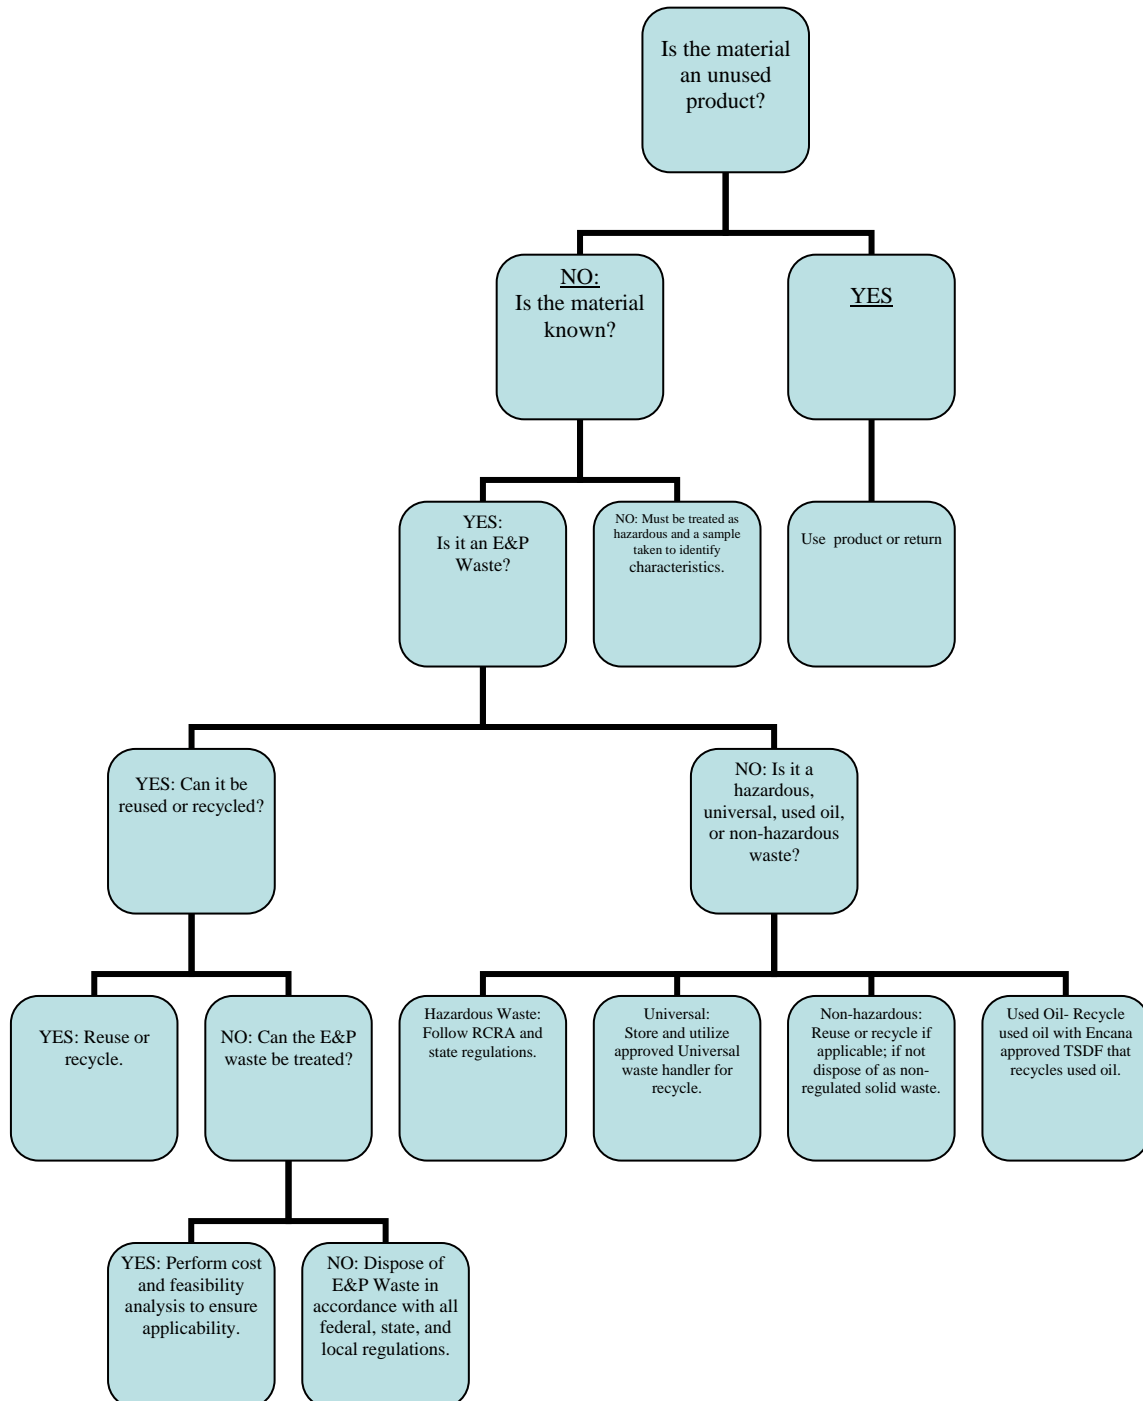 Is the material
an unused
product?
NO:
Is the material
known?
YES
YES:
Is it an E&P
Waste?
NO: Must be treated as
hazardous and a sample
taken to identify
characteristics.
Use product or return
YES: Can it be
reused or recycled?
NO: Is it a
hazardous,
universal, used oil,
or non-hazardous
waste?
YES: Reuse or
recycle.
NO: Can the E&P
waste be treated?
Hazardous Waste:
Follow RCRA and
state regulations.
Universal:
Store and utilize
approved Universal
waste handler for
recycle.
Non-hazardous:
Reuse or recycle if
applicable; if not
dispose of as non-
regulated solid waste.
Used Oil- Recycle
used oil with Encana
approved TSDF that
recycles used oil.
YES: Perform cost
and feasibility
analysis to ensure
applicability.
NO: Dispose of
E&P Waste in
accordance with all
federal, state, and
local regulations.